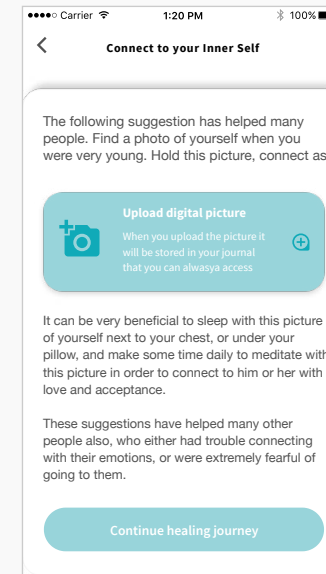 Carrier 1:20 PM 100%
Connect to your Inner Self
The following suggestion has helped many
people. Find a photo of yourself when you
were very young. Hold this picture, connect as
Upload digital picture
When you upload the picture it
will be stored in your journal
that you can alwasya access
It can be very beneficial to sleep with this picture
of yourself next to your chest, or under your
pillow, and make some time daily to meditate with
this picture in order to connect to him or her with
love and acceptance.
These suggestions have helped many other
people also, who either had trouble connecting
with their emotions, or were extremely fearful of
going to them.
Continue healing journey